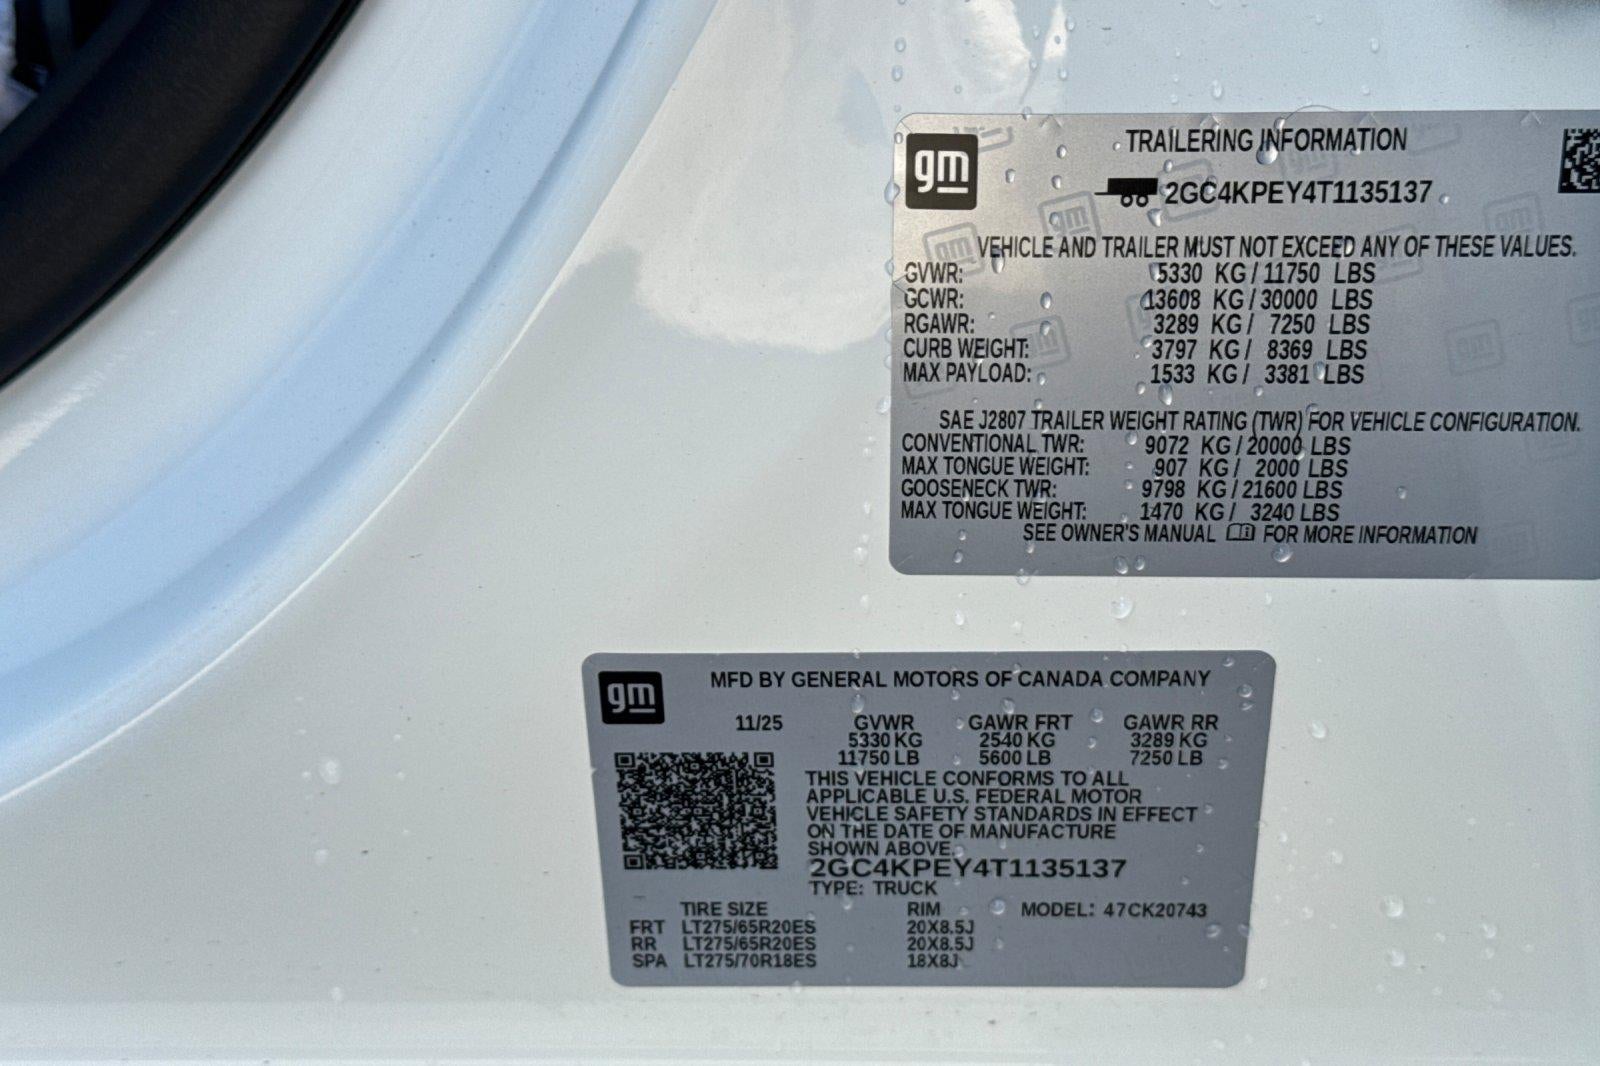 gm
TRAILERING INFORMATION
2GC4KPEY4T1135137
VEHICLE AND TRAILER MUST NOT EXCEED ANY OF THESE VALUES.
GVWR: 5330 KG / 11750 LBS
GCWR: 13608 KG / 30000 LBS
RGAWR: 3289 KG / 7250 LBS
CURB WEIGHT: 3797 KG / 8369 LBS
MAX PAYLOAD: 1533 KG / 3381 LBS
SAE J2807 TRAILER WEIGHT RATING (TWR) FOR VEHICLE CONFIGURATION.
CONVENTIONAL TWR: 9072 KG / 20000 LBS
MAX TONGUE WEIGHT: 907 KG / 2000 LBS
GOOSENECK TWR: 9798 KG / 21600 LBS
MAX TONGUE WEIGHT: 1470 KG / 3240 LBS
SEE OWNER'S MANUAL FOR MORE INFORMATION
gm
MFD BY GENERAL MOTORS OF CANADA COMPANY
11/25 GVWR GAWR FRT GAWR RR
5330 KG 2540 KG 3289 KG
11750 LB 5600 LB 7250 LB
THIS VEHICLE CONFORMS TO ALL
APPLICABLE U.S. FEDERAL MOTOR
VEHICLE SAFETY STANDARDS IN EFFECT
ON THE DATE OF MANUFACTURE
SHOWN ABOVE.
2GC4KPEY4T1135137
TYPE: TRUCK
TIRE SIZE RIM MODEL: 47CK20743
FRT LT275/65R20ES 20X8.5J
RR LT275/65R20ES 20X8.5J
SPA LT275/70R18ES 18X8J